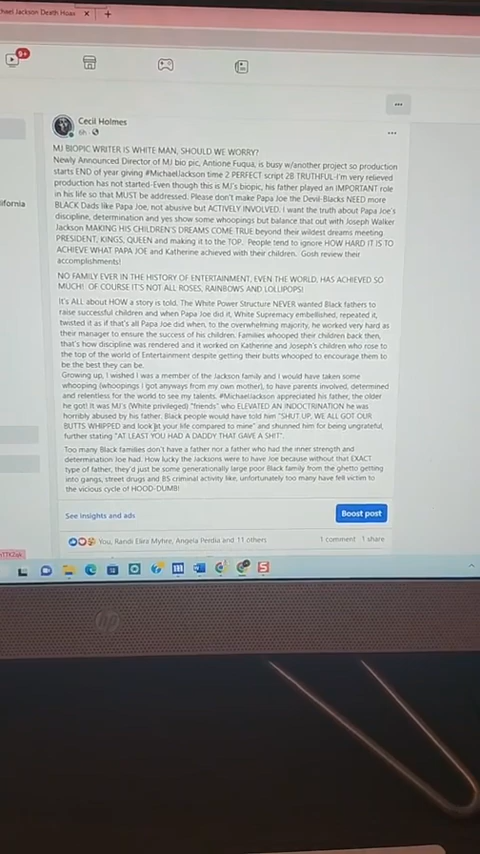 chael Jackson Death Hoax
9+
Cecil Holmes
6h
MJ BIOPIC WRITER IS WHITE MAN, SHOULD WE WORRY?
Newly Announced Director of MJ bio pic, Antione Fuqua, is busy w/another project so production
starts END of year giving #MichaelJackson time 2 PERFECT script 2B TRUTHFUL-I'm very relieved
production has not started-Even though this is MJ's biopic, his father played an IMPORTANT role
in his life so that MUST be addressed. Please don't make Papa Joe the Devil-Blacks NEED more
BLACK Dads like Papa Joe, not abusive but ACTIVELY INVOLVED. I want the truth about Papa Joe's
discipline, determination and yes show some whoopings but balance that out with Joseph Walker
Jackson MAKING HIS CHILDREN'S DREAMS COME TRUE beyond their wildest dreams meeting
PRESIDENT, KINGS, QUEEN and making it to the TOP. People tend to ignore HOW HARD IT IS TO
ACHIEVE WHAT PAPA JOE and Katherine achieved with their children. Gosh review their
accomplishments!
NO FAMILY EVER IN THE HISTORY OF ENTERTAINMENT, EVEN THE WORLD, HAS ACHIEVED SO
MUCH! OF COURSE IT'S NOT ALL ROSES, RAINBOWS AND LOLLIPOPS!
It's ALL about HOW a story is told. The White Power Structure NEVER wanted Black fathers to
raise successful children and when Papa Joe did it, White Supremacy embellished, repeated it,
twisted it as if that's all Papa Joe did when, to the overwhelming majority, he worked very hard as
their manager to ensure the success of his children. Families whooped their children back then,
that's how discipline was rendered and it worked on Katherine and Joseph's children who rose to
the top of the world of Entertainment despite getting their butts whooped to encourage them to
be the best they can be.
Growing up, I wished I was a member of the Jackson family and I would have taken some
whooping (whoopings I got anyways from my own mother), to have parents involved, determined
and relentless for the world to see my talents. #MichaelJackson appreciated his father, the older
he got! It was MJ's (White privileged) "friends" who ELEVATED AN INDOCTRINATION he was
horribly abused by his father. Black people would have told him "SHUT UP, WE ALL GOT OUR
BUTTS WHIPPED and look at your life compared to mine" and shunned him for being ungrateful,
further stating "AT LEAST YOU HAD A DADDY THAT GAVE A SHIT".
Too many Black families don't have a father nor a father who had the inner strength and
determination Joe had. How lucky the Jacksons were to have Joe because without that EXACT
type of father, they'd just be some generationally large poor Black family from the ghetto getting
into gangs, street drugs and BS criminal activity like, unfortunately too many have fell victim to
the vicious cycle of HOOD-DUMB!
See insights and ads
Boost post
You, Randi Elira Myhre, Angela Perdia and 11 others
1 comment 1 share
lifornia
hp